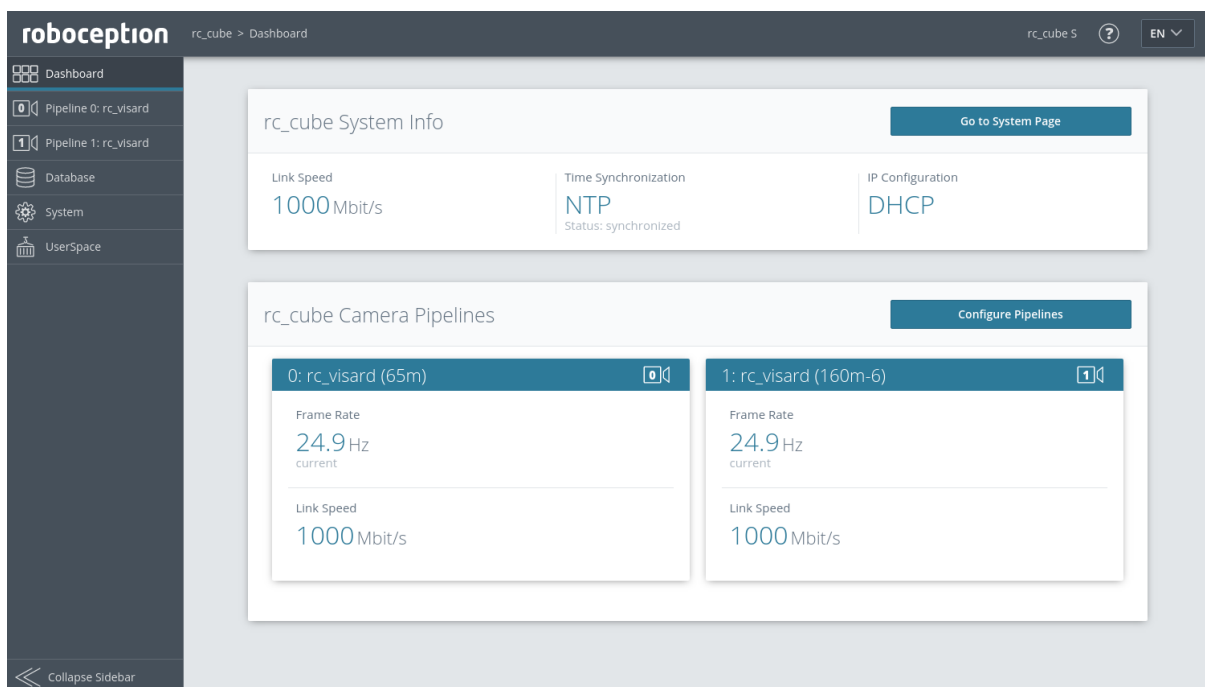 roboception
rc_cube > Dashboard
rc_cube S
?
EN
Dashboard
0 Pipeline 0: rc_visard
1 Pipeline 1: rc_visard
Database
System
UserSpace
Collapse Sidebar
rc_cube System Info
Go to System Page
Link Speed
1000 Mbit/s
Time Synchronization
NTP
Status: synchronized
IP Configuration
DHCP
rc_cube Camera Pipelines
Configure Pipelines
0: rc_visard (65m) 0
Frame Rate
24.9 Hz
current
Link Speed
1000 Mbit/s
1: rc_visard (160m-6) 1
Frame Rate
24.9 Hz
current
Link Speed
1000 Mbit/s